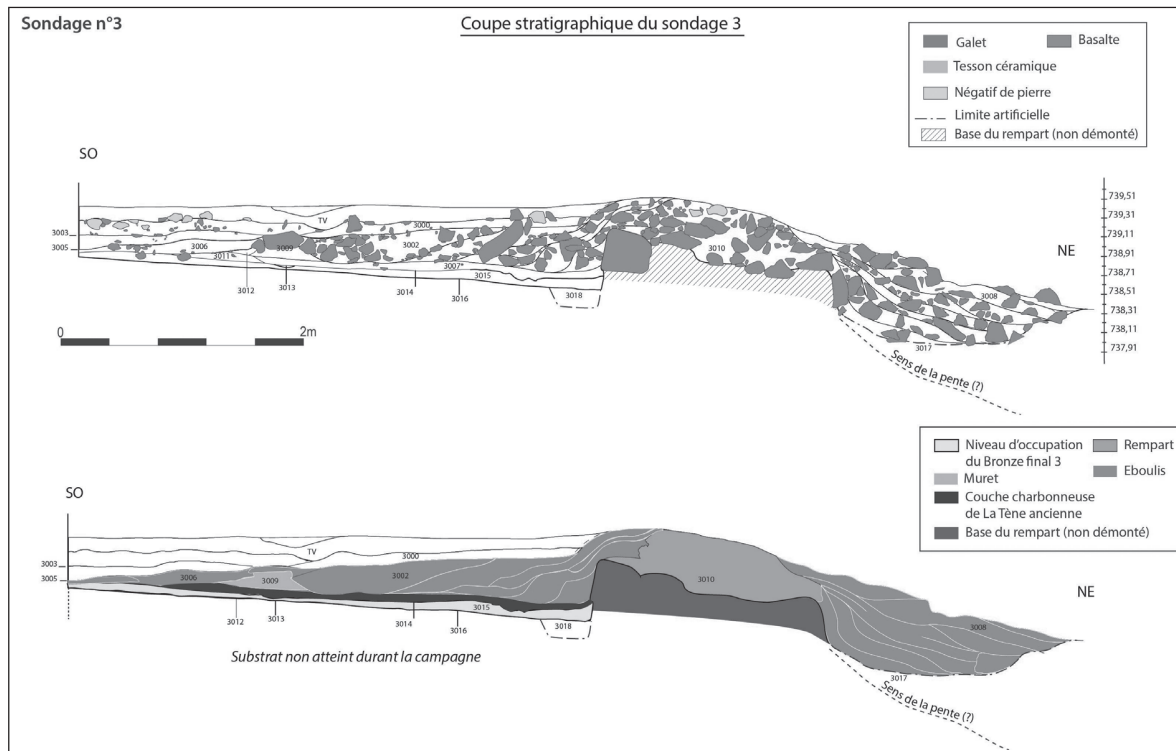 Sondage n°3
Coupe stratigraphique du sondage 3
Galet
Basalte
Tesson céramique
Négatif de pierre
Limite artificielle
Base du rempart (non démonté)
SO
NE
739,51
739,31
739,11
738,91
738,71
738,51
738,31
738,11
737,91
TV
3000
3003
3005
3006
3009
3002
3011
3010
3007*
3015
3012
3013
3014
3016
3018
3008
3017
Sens de la pente (?)
0
2m
Niveau d'occupation
du Bronze final 3
Rempart
Eboulis
Muret
Couche charbonneuse
de La Tène ancienne
Base du rempart (non démonté)
SO
NE
TV
3000
3003
3005
3006
3009
3002
3010
3015
3012
3013
3014
3016
3018
3008
3017
Substrat non atteint durant la campagne
Sens de la pente (?)